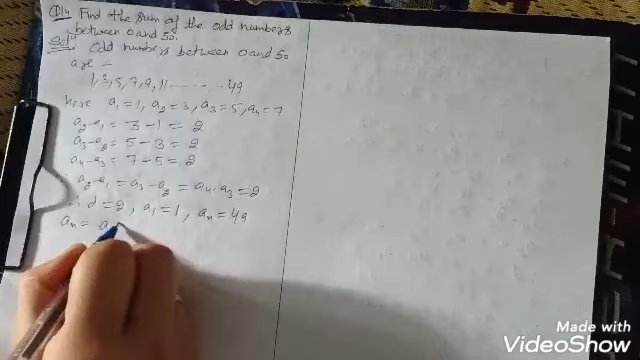 Q14 Find the sum of the odd numbers
between 0 and 50.
Solⁿ Odd numbers between 0 and 50
are –
1,3,5,7,9,11.......49
Here a₁=1, a₂=3, a₃=5, a₄=7
a₂-a₁ = 3-1 = 2
a₃-a₂ = 5-3 = 2
a₄-a₃ = 7-5 = 2
a₂-a₁ = a₃-a₂ = a₄-a₃ = 2
∴ d=2, a₁=1, aₙ=49
aₙ = a
Made with
VideoShow